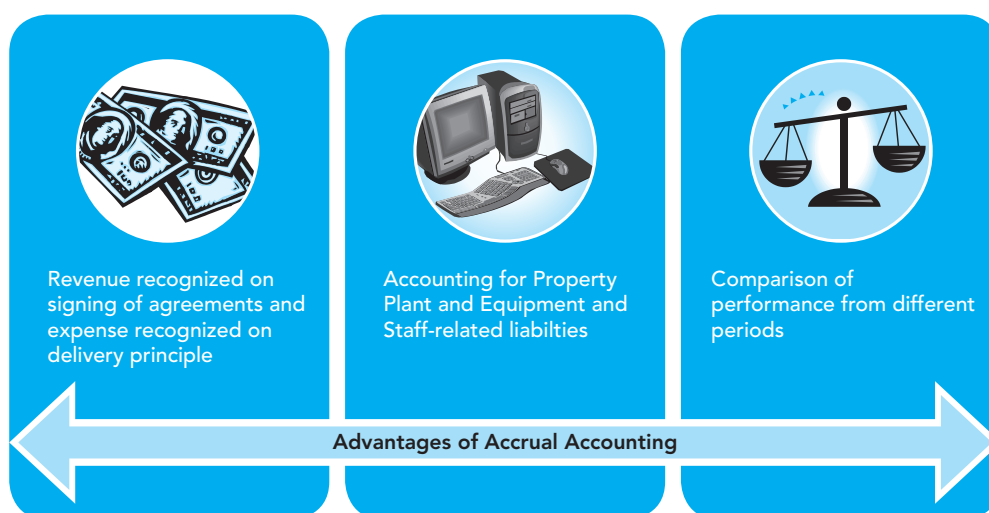 Revenue recognized on
signing of agreements and
expense recognized on
delivery principle
Accounting for Property
Plant and Equipment and
Staff-related liabilties
Comparison of
performance from different
periods
Advantages of Accrual Accounting